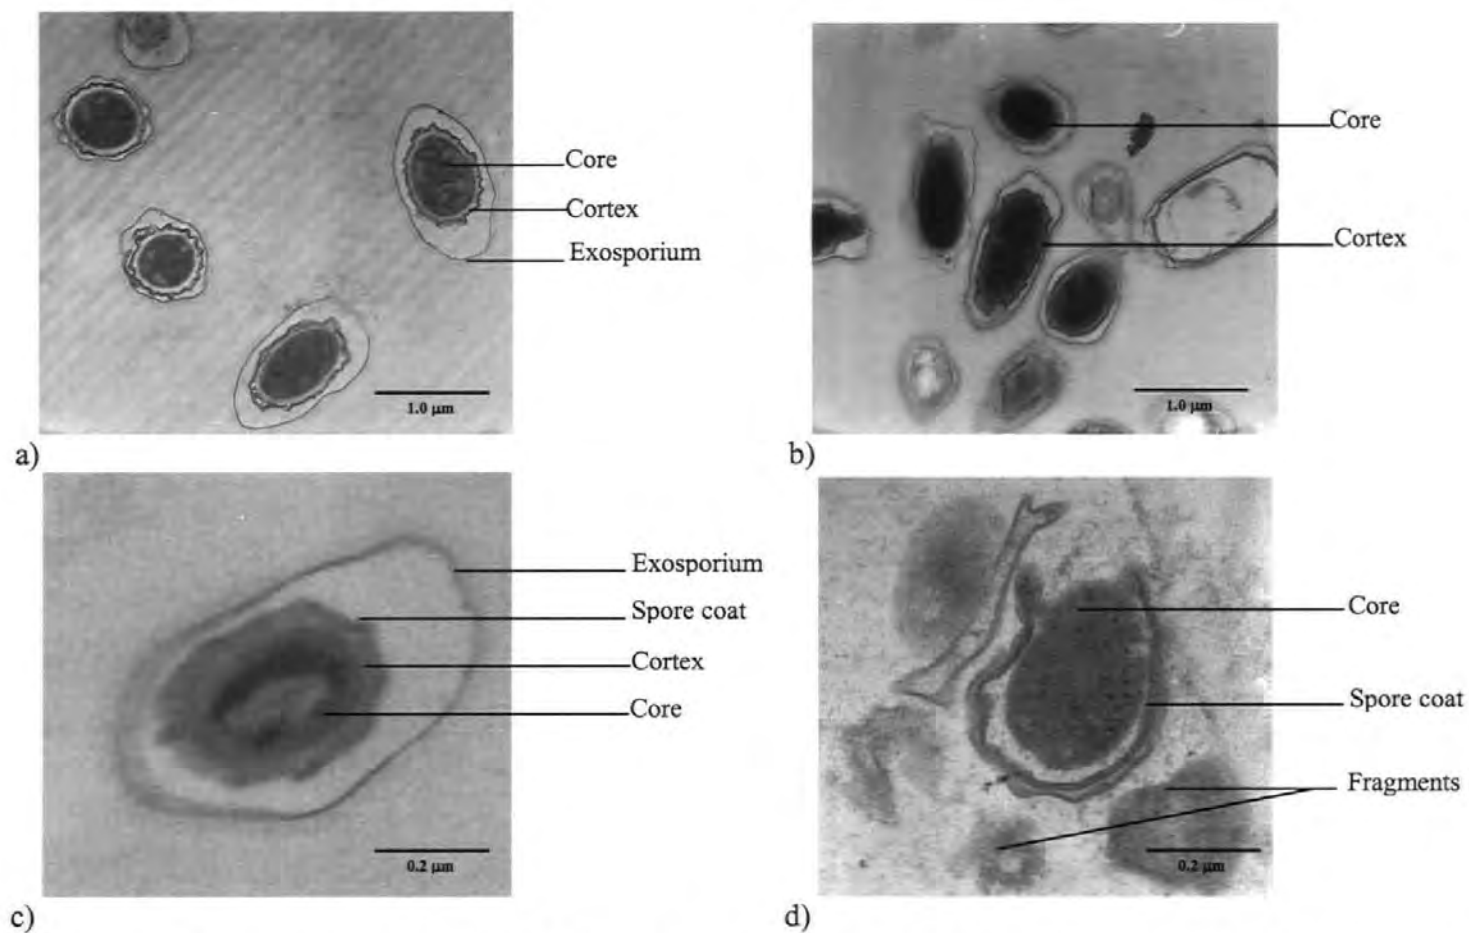 Core
Cortex
Exosporium
1.0 µm
a)
Core
Cortex
1.0 µm
b)
Exosporium
Spore coat
Cortex
Core
0.2 µm
c)
Core
Spore coat
Fragments
0.2 µm
d)